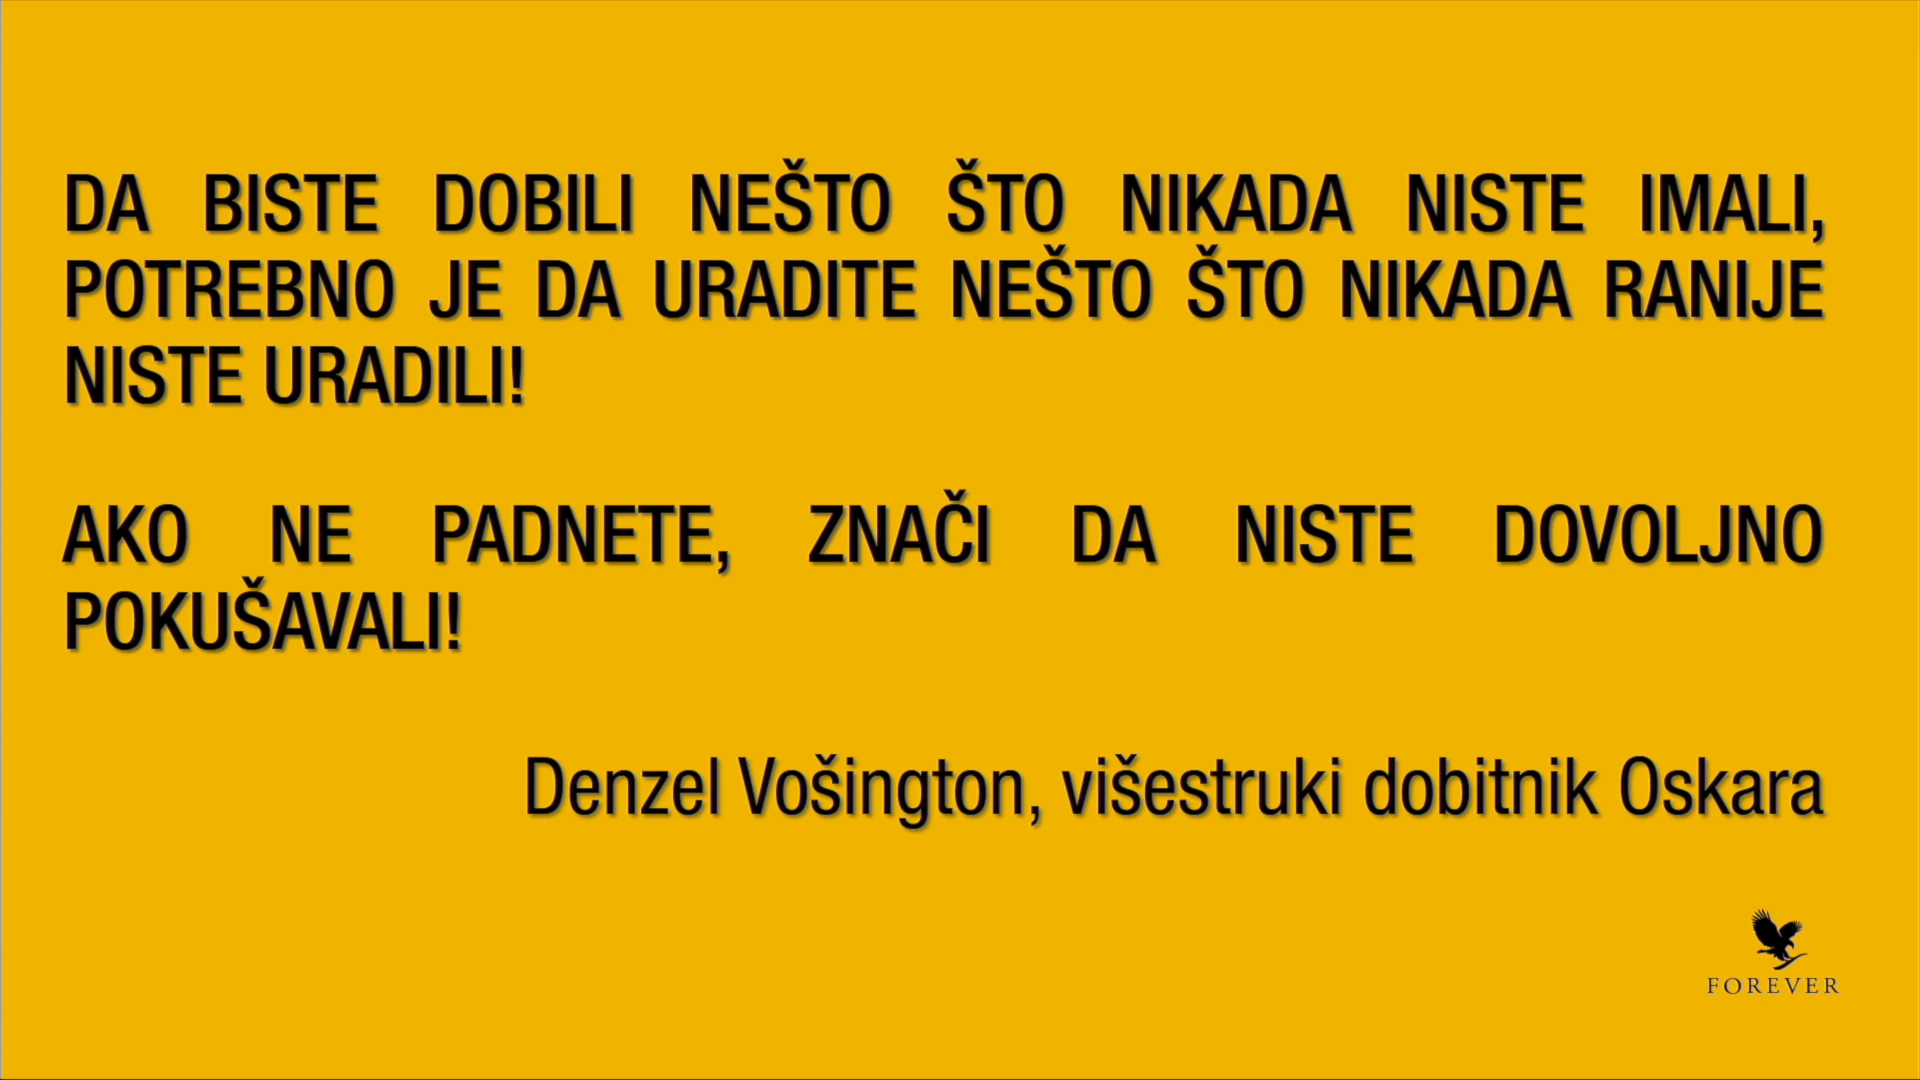 DA BISTE DOBILI NEŠTO ŠTO NIKADA NISTE IMALI,
POTREBNO JE DA URADITE NEŠTO ŠTO NIKADA RANIJE
NISTE URADILI!
AKO NE PADNETE, ZNAČI DA NISTE DOVOLJNO
POKUŠAVALI!
Denzel Vošington, višestruki dobitnik Oskara
FOREVER